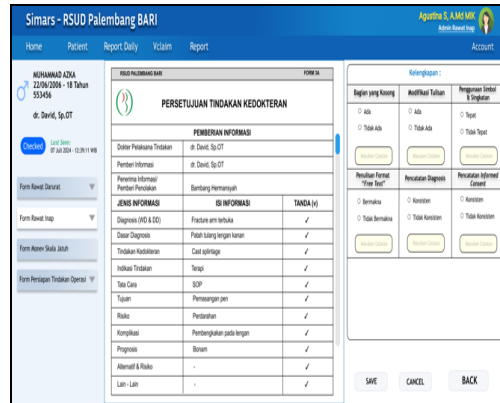 Simars - RSUD Palembang BARI
Agustina S, A.Md MIK
Admin Rawat Inap
Home Patient Report Daily Vclaim Report Account
MUHAMMAD AZKA
22/06/2006 - 18 Tahun
553456
dr. David, Sp.OT
Checked
Last Seen:
07 Juli 2024 - 12:39:11 WIB
Form Rawat Darurat
Form Rawat Inap
Form Monev Skala Jatuh
Form Persiapan Tindakan Operasi
RSUD PALEMBANG BARI FORM 3A
PERSETUJUAN TINDAKAN KEDOKTERAN
PEMBERIAN INFORMASI
Dokter Pelaksana Tindakan dr. David, Sp.OT
Pemberi Informasi dr. David, Sp.OT
Penerima Informasi/
Pemberi Penolakan Bambang Hermansyah
JENIS INFORMASI ISI INFORMASI TANDA (v)
Diagnosis (WD & DD) Fracture arm terbuka ✓
Dasar Diagnosis Patah tulang lengan kanan ✓
Tindakan Kedokteran Cast splintage ✓
Indikasi Tindakan Terapi ✓
Tata Cara SOP ✓
Tujuan Pemasangan pen ✓
Risiko Perdarahan ✓
Komplikasi Pembengkakan pada lengan ✓
Prognosis Bonam ✓
Alternatif & Risiko - ✓
Lain - Lain - ✓
Kelengkapan :
Bagian yang Kosong
Ada
Tidak Ada
Masukan Catatan
Modifikasi Tulisan
Ada
Tidak Ada
Masukan Catatan
Penggunaan Simbol
& Singkatan
Tepat
Tidak Tepat
Masukan Catatan
Penulisan Format
"Free Text"
Bermakna
Tidak Bermakna
Masukan Catatan
Pencatatan Diagnosis
Konsisten
Tidak Konsisten
Masukan Catatan
Pencatatan Informed
Consent
Konsisten
Tidak Konsisten
Masukan Catatan
SAVE CANCEL BACK